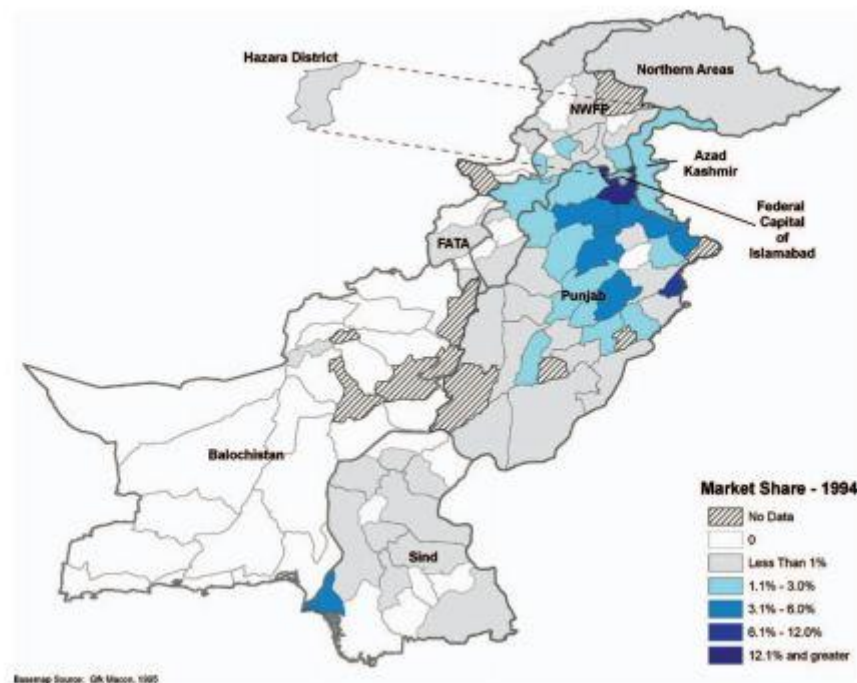 Hazara District
Northern Areas
NWFP
Azad
Kashmir
Federal
Capital
of
Islamabad
FATA
Punjab
Balochistan
Sind
Market Share - 1994
No Data
0
Less Than 1%
1.1% - 3.0%
3.1% - 6.0%
6.1% - 12.0%
12.1% and greater
Basemap Source: 1995